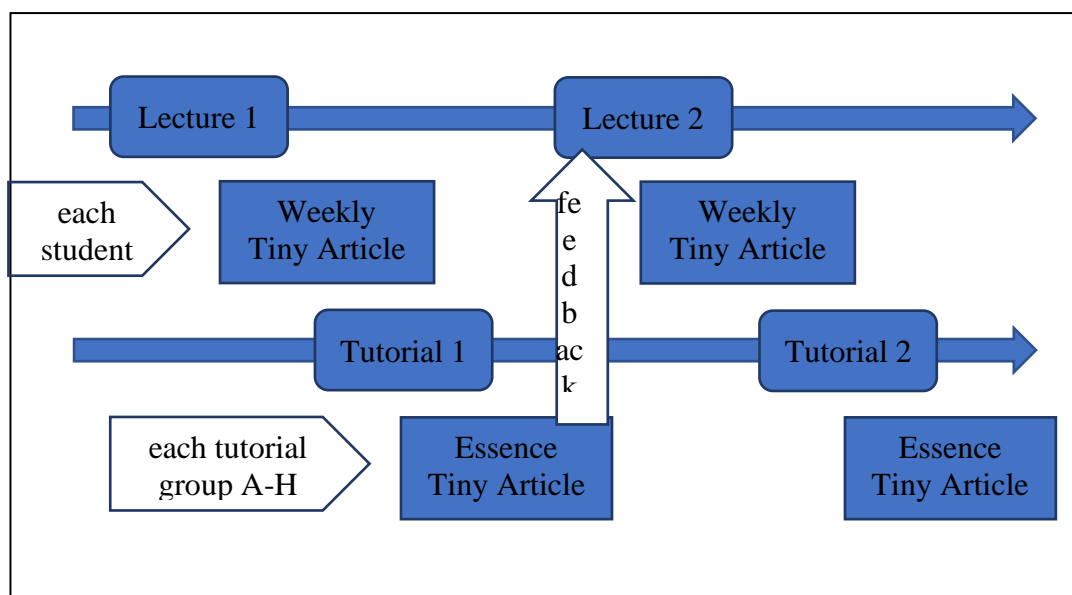 Lecture 1
Lecture 2
each
student
Weekly
Tiny Article
fe
e
d
b
ac
k
Weekly
Tiny Article
Tutorial 1
Tutorial 2
each tutorial
group A-H
Essence
Tiny Article
Essence
Tiny Article